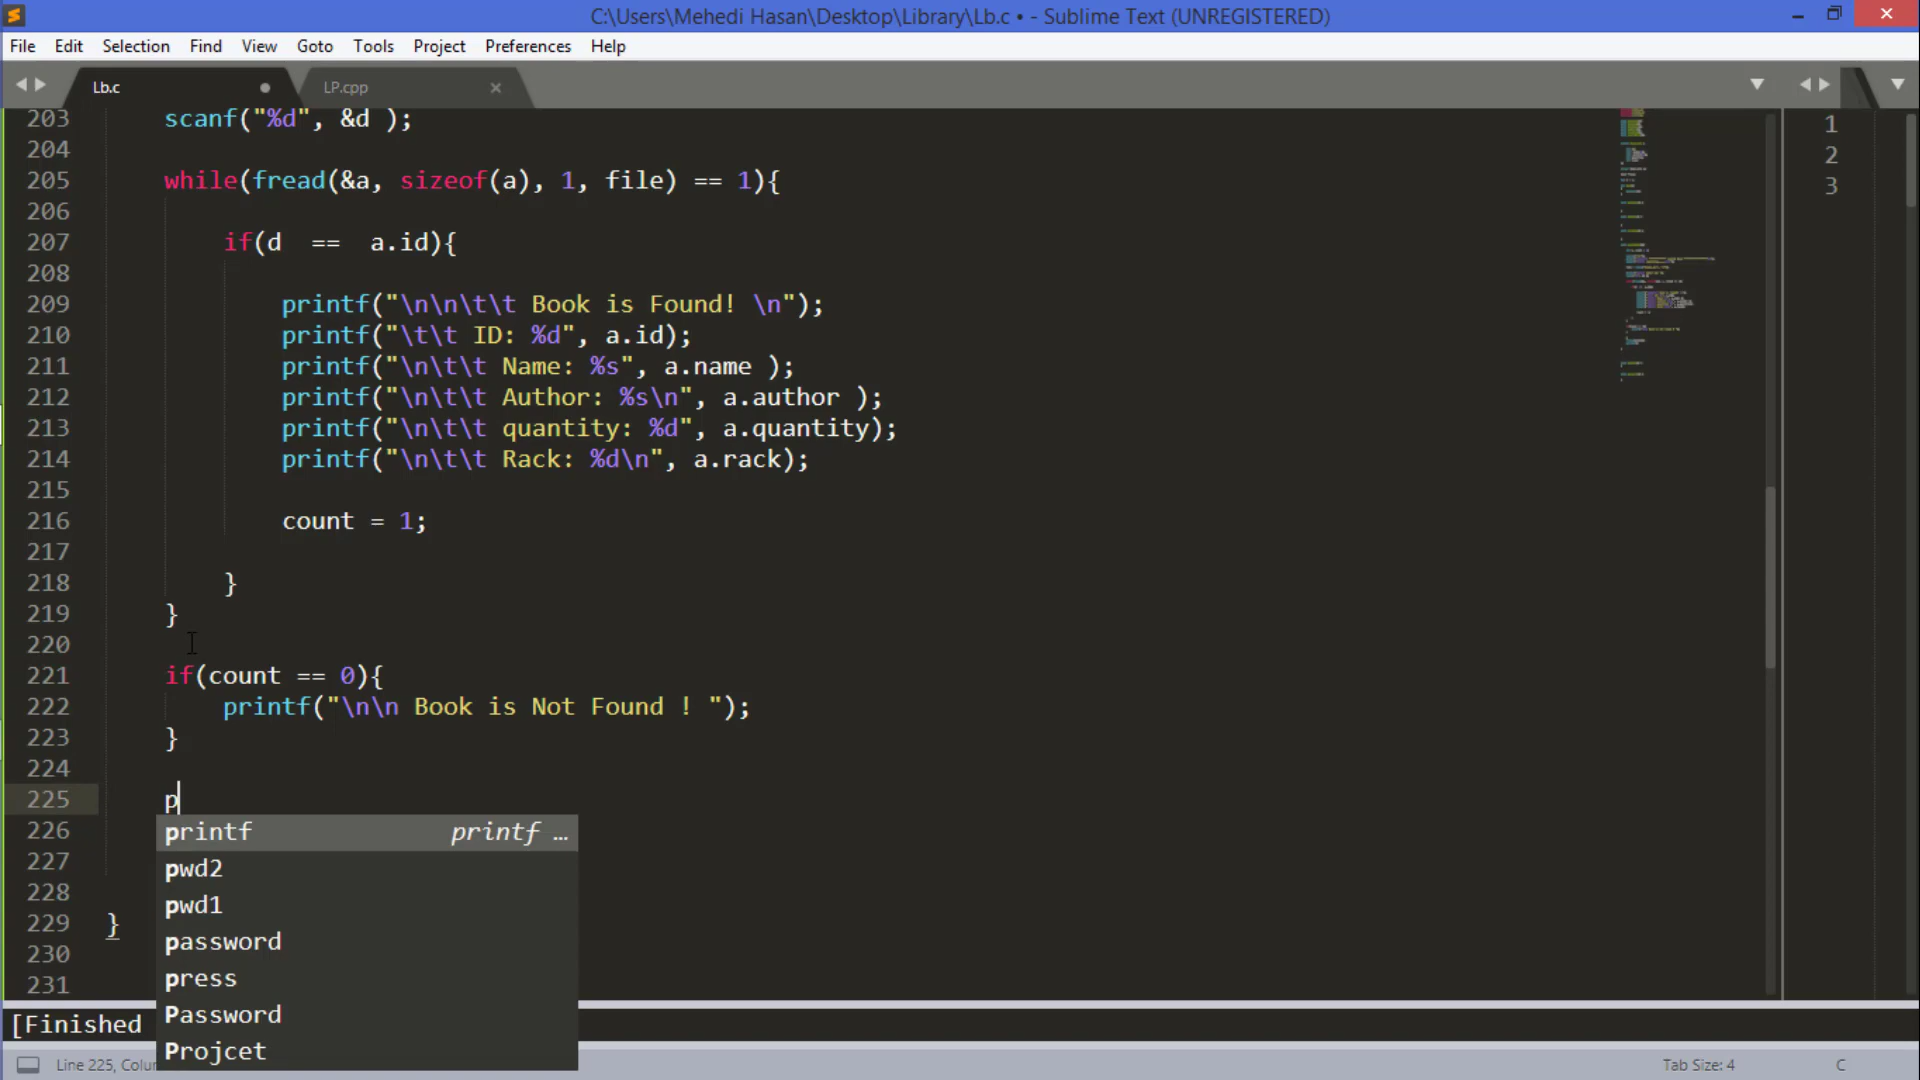 C:\Users\Mehedi Hasan\Desktop\Library\Lb.c • - Sublime Text (UNREGISTERED)
File Edit Selection Find View Goto Tools Project Preferences Help
Lb.c LP.cpp
203 scanf("%d", &d );
204
205 while(fread(&a, sizeof(a), 1, file) == 1){
206
207 if(d  ==  a.id){
208
209 printf("\n\n\t\t Book is Found! \n");
210 printf("\t\t ID: %d", a.id);
211 printf("\n\t\t Name: %s", a.name );
212 printf("\n\t\t Author: %s\n", a.author );
213 printf("\n\t\t quantity: %d", a.quantity);
214 printf("\n\t\t Rack: %d\n", a.rack);
215
216 count = 1;
217
218 }
219 }
220
221 if(count == 0){
222 printf("\n\n Book is Not Found ! ");
223 }
224
225 p
226 printf printf …
227 pwd2
228 pwd1
229 } password
230 press
231 Password
Projcet
1
2
3
[Finished
Line 225, Colu
Tab Size: 4
C